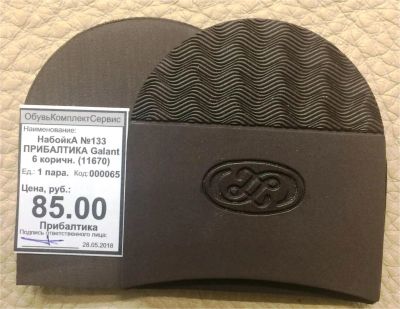 ОбувьКомплектСервис
Наименование:
НабойкА №133
ПРИБАЛТИКА Galant
6 коричн. (11670)
Ед.: 1 пара. Код: 000065
Цена, руб.:
85.00
Прибалтика
Подпись ответственного лица:
28.05.2018